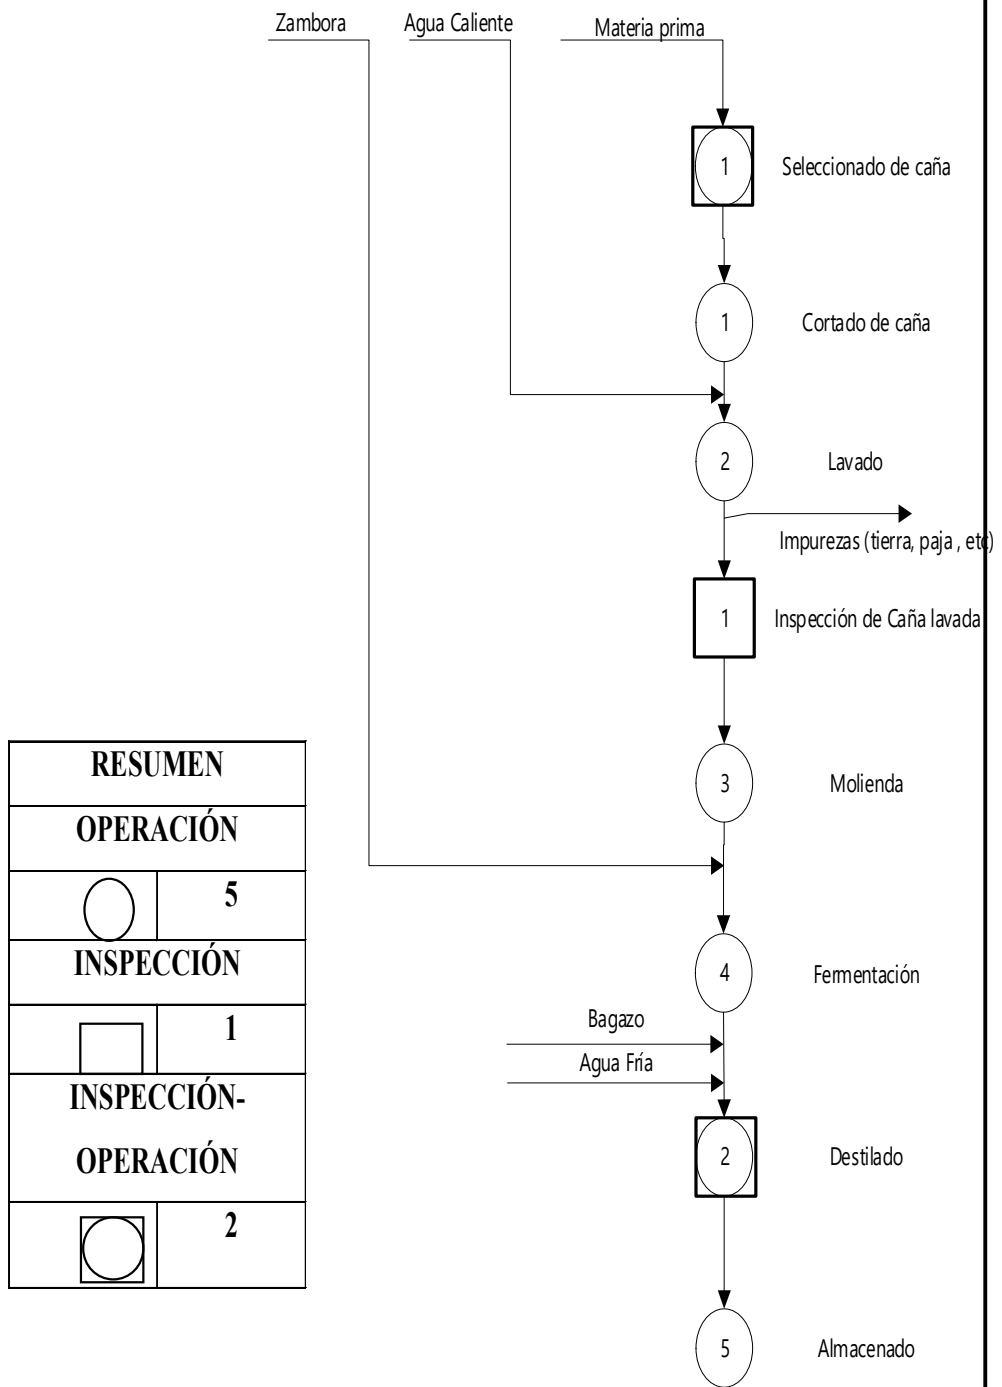 Zambora
Agua Caliente
Materia prima
1
Seleccionado de caña
1
Cortado de caña
2
Lavado
Impurezas (tierra, paja , etc)
1
Inspección de Caña lavada
3
Molienda
4
Fermentación
Bagazo
Agua Fría
2
Destilado
5
Almacenado
RESUMEN
OPERACIÓN
5
INSPECCIÓN
1
INSPECCIÓN-
OPERACIÓN
2